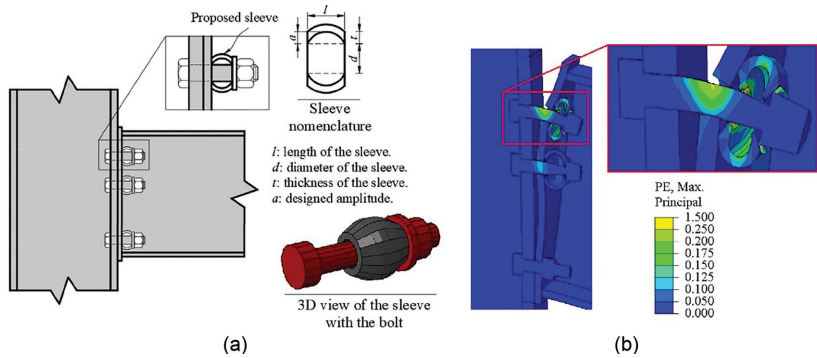 Proposed sleeve
l
a
t
d
Sleeve
nomenclature
l: length of the sleeve.
d: diameter of the sleeve.
t: thickness of the sleeve.
a: designed amplitude.
3D view of the sleeve
with the bolt
(a)
PE, Max.
Principal
1.500
0.250
0.200
0.175
0.150
0.125
0.100
0.050
0.000
(b)